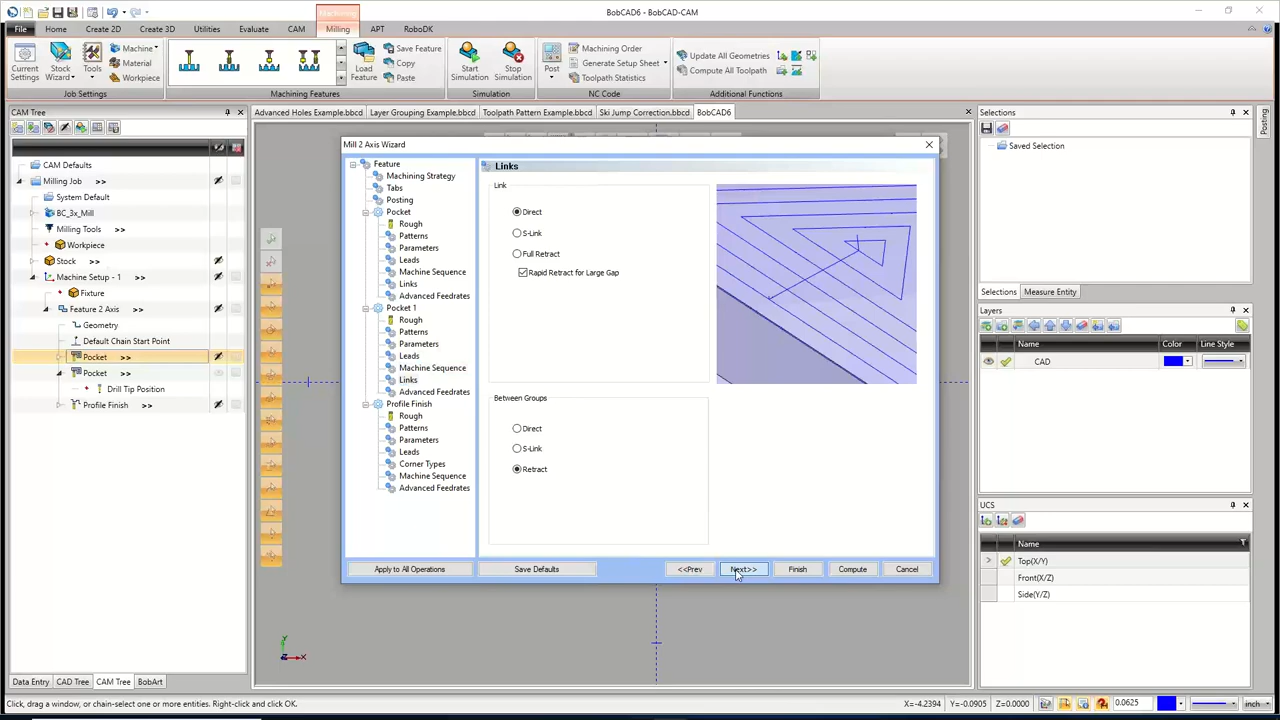 BobCAD6 - BobCAD-CAM
Machining
File Home Create 2D Utilities Create 3D Evaluate CAM Milling APT RoboDK
Current Settings
Stock Wizard
Tools
Machine
Material
Workpiece
Job Settings
Load Feature
Save Feature
Copy
Paste
Machining Features
Start Simulation
Stop Simulation
Simulation
Post
Machining Order
Generate Setup Sheet
Toolpath Statistics
NC Code
Update All Geometries
Compute All Toolpath
Additional Functions
CAM Tree
Advanced Holes Example.bbcd Layer Grouping Example.bbcd Toolpath Pattern Example.bbcd Ski Jump Correction.bbcd BobCAD6
CAM Defaults
Milling Job >>
System Default
BC_3x_Mill
Milling Tools >>
Workpiece
Stock >>
Machine Setup - 1 >>
Fixture
Feature 2 Axis >>
Geometry
Default Chain Start Point
Pocket >>
Pocket >>
Drill Tip Position
Profile Finish >>
Data Entry CAD Tree CAM Tree BobArt
Mill 2 Axis Wizard
Feature
Machining Strategy
Tabs
Posting
Pocket
Rough
Patterns
Parameters
Leads
Machine Sequence
Links
Advanced Feedrates
Pocket 1
Rough
Patterns
Parameters
Leads
Machine Sequence
Links
Advanced Feedrates
Profile Finish
Rough
Patterns
Parameters
Leads
Corner Types
Machine Sequence
Advanced Feedrates
Links
Link
Direct
S-Link
Full Retract
Rapid Retract for Large Gap
Between Groups
Direct
S-Link
Retract
Apply to All Operations Save Defaults <<Prev Next>> Finish Compute Cancel
Y
Z X
Selections
Saved Selection
Selections Measure Entity
Posting
Layers
Name Color Line Style
CAD
UCS
Name
> Top(X/Y)
Front(X/Z)
Side(Y/Z)
Click, drag a window, or chain-select one or more entities. Right-click and click OK.
X=-4.2394 Y=-0.0905 Z=0.0000 0.0625 inch